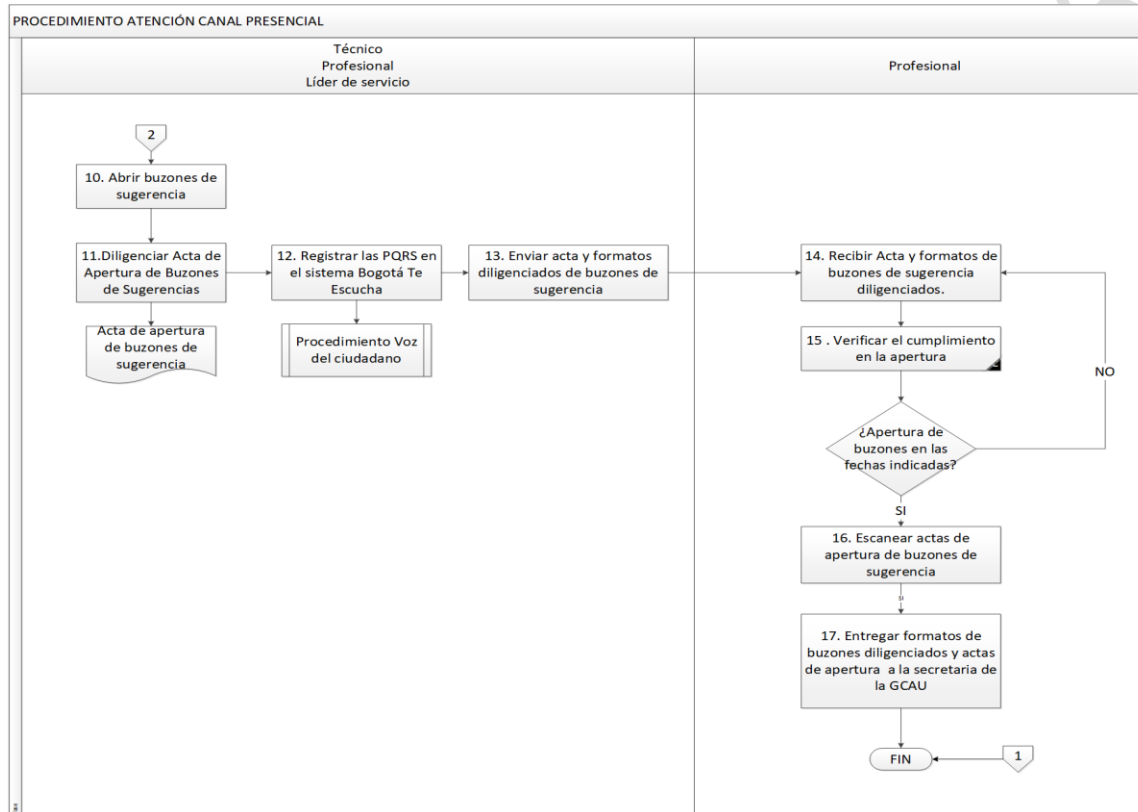 PROCEDIMIENTO ATENCIÓN CANAL PRESENCIAL
Técnico
Profesional
Líder de servicio
Profesional
2
10. Abrir buzones de
sugerencia
11.Diligenciar Acta de
Apertura de Buzones
de Sugerencias
Acta de apertura
de buzones de
sugerencia
12. Registrar las PQRS en
el sistema Bogotá Te
Escucha
Procedimiento Voz
del ciudadano
13. Enviar acta y formatos
diligenciados de buzones de
sugerencia
14. Recibir Acta y formatos de
buzones de sugerencia
diligenciados.
15 . Verificar el cumplimiento
en la apertura
NO
¿Apertura de
buzones en las
fechas indicadas?
SI
16. Escanear actas de
apertura de buzones de
sugerencia
SI
17. Entregar formatos de
buzones diligenciados y actas
de apertura a la secretaria de
la GCAU
FIN
1